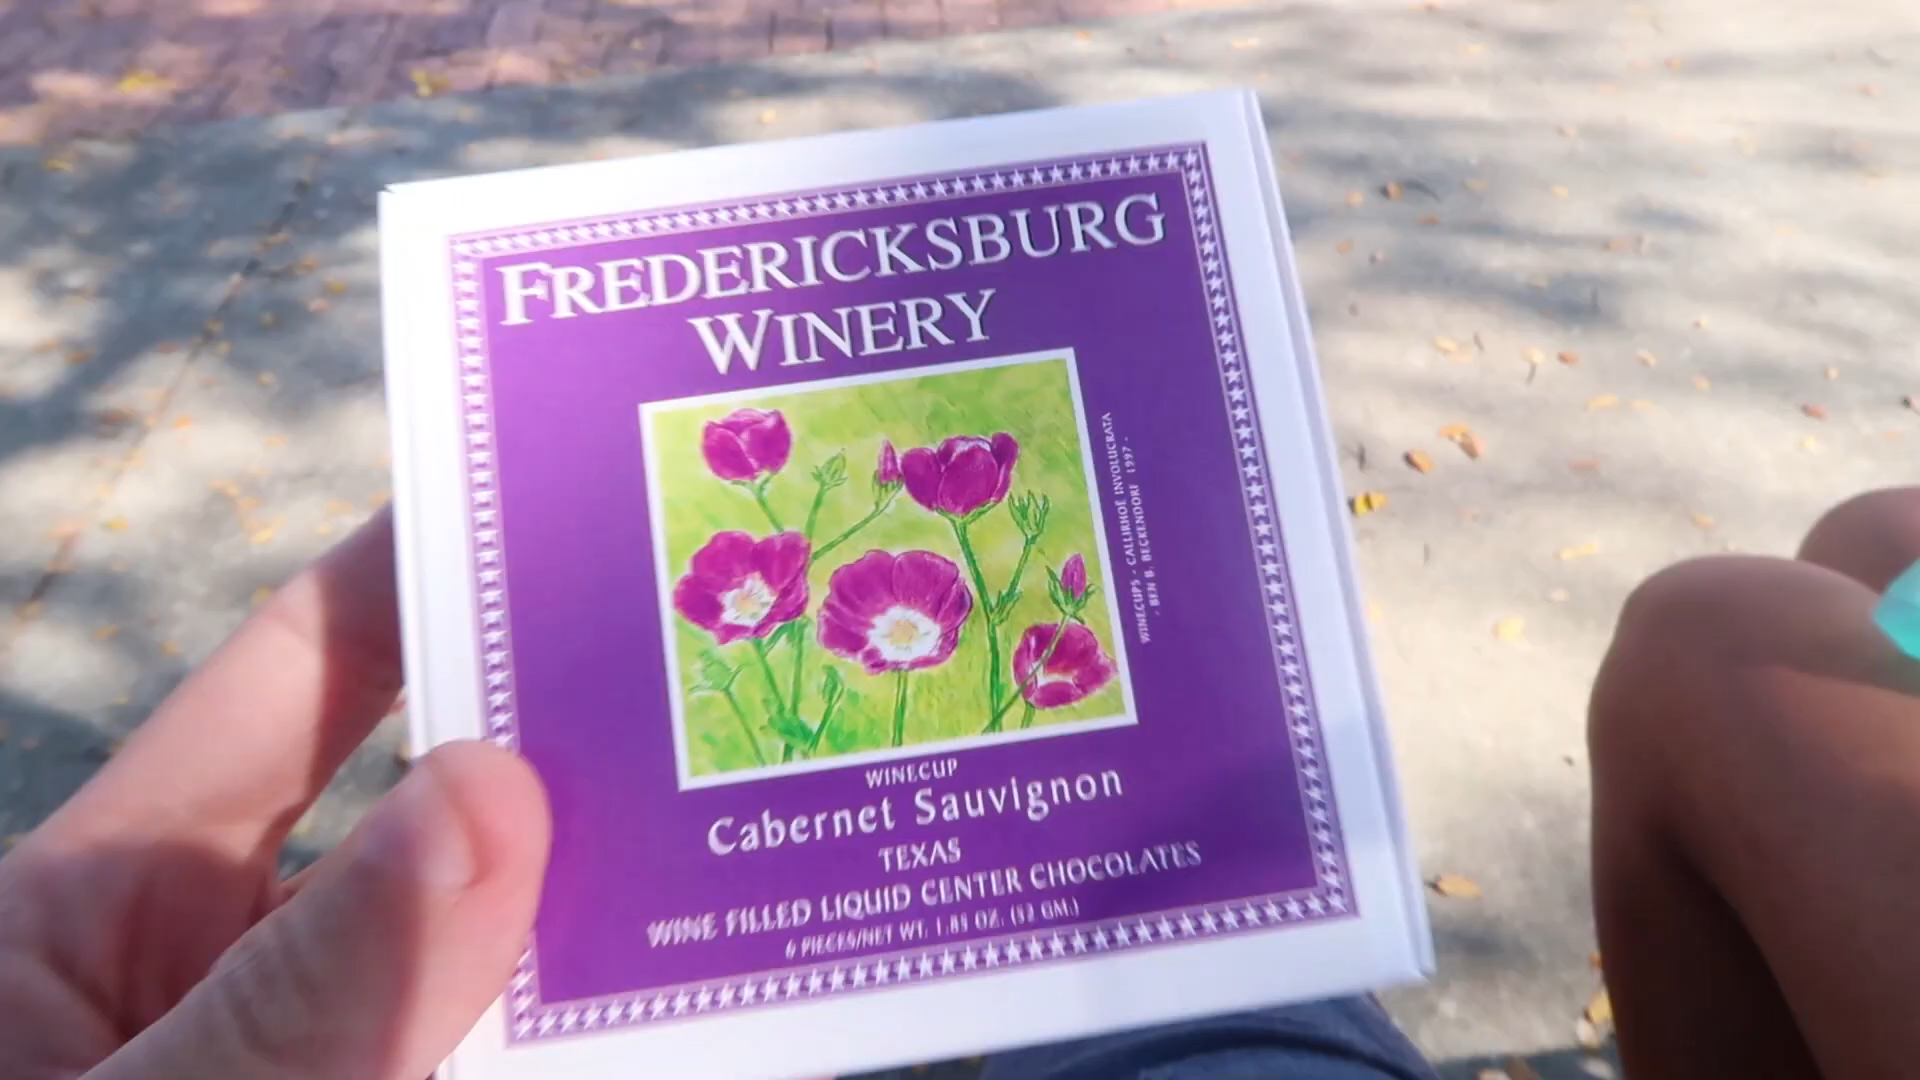 FREDERICKSBURG
WINERY
WINECUPS - CALLIRHOE INVOLUCRATA
- BEN B. BECKENDORF 1997 -
WINECUP
Cabernet Sauvignon
TEXAS
WINE FILLED LIQUID CENTER CHOCOLATES
6 PIECES/NET WT. 1.85 OZ. (52 GM.)